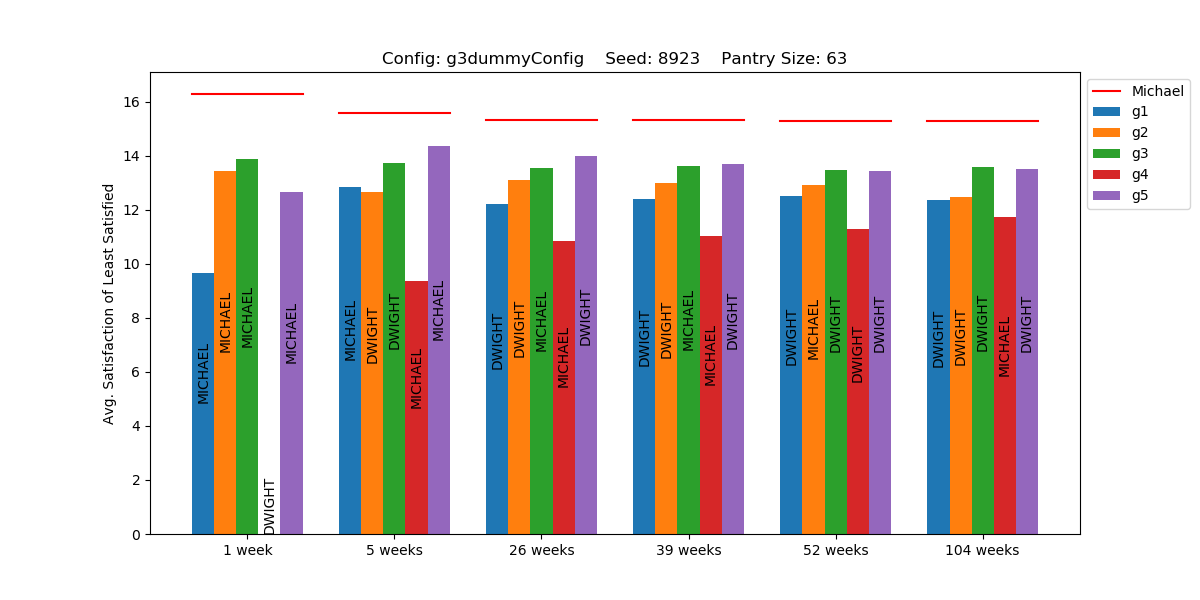 Config: g3dummyConfig    Seed: 8923    Pantry Size: 63
Avg. Satisfaction of Least Satisfied
16
14
12
10
8
6
4
2
0
MICHAEL
MICHAEL
MICHAEL
DWIGHT
MICHAEL
MICHAEL
DWIGHT
DWIGHT
MICHAEL
MICHAEL
DWIGHT
DWIGHT
MICHAEL
MICHAEL
DWIGHT
DWIGHT
DWIGHT
MICHAEL
MICHAEL
DWIGHT
DWIGHT
MICHAEL
DWIGHT
DWIGHT
DWIGHT
DWIGHT
DWIGHT
DWIGHT
MICHAEL
DWIGHT
1 week
5 weeks
26 weeks
39 weeks
52 weeks
104 weeks
Michael
g1
g2
g3
g4
g5